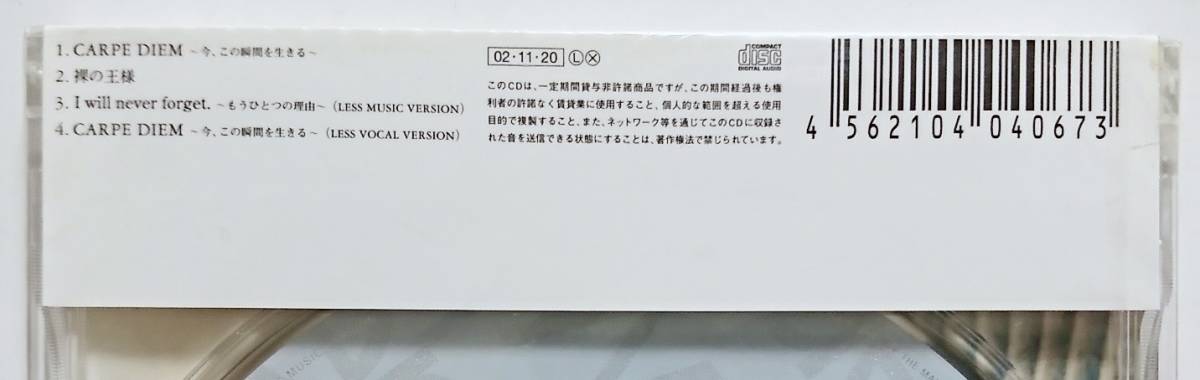 1. CARPE DIEM ～今、この瞬間を生きる～
2. 裸の王様
3. I will never forget. ～もうひとつの理由～ (LESS MUSIC VERSION)
4. CARPE DIEM ～今、この瞬間を生きる～ (LESS VOCAL VERSION)
02·11·20 Ⓛ Ⓧ
COMPACT
disc
DIGITAL AUDIO
このCDは、一定期間貸与非許諾商品ですが、この期間経過後も権
利者の許諾なく賃貸業に使用すること、個人的な範囲を超える使用
目的で複製すること、また、ネットワーク等を通じてこのCDに収録さ
れた音を送信できる状態にすることは、著作権法で禁じられています。
4 562104 040673
MUSIC
THE